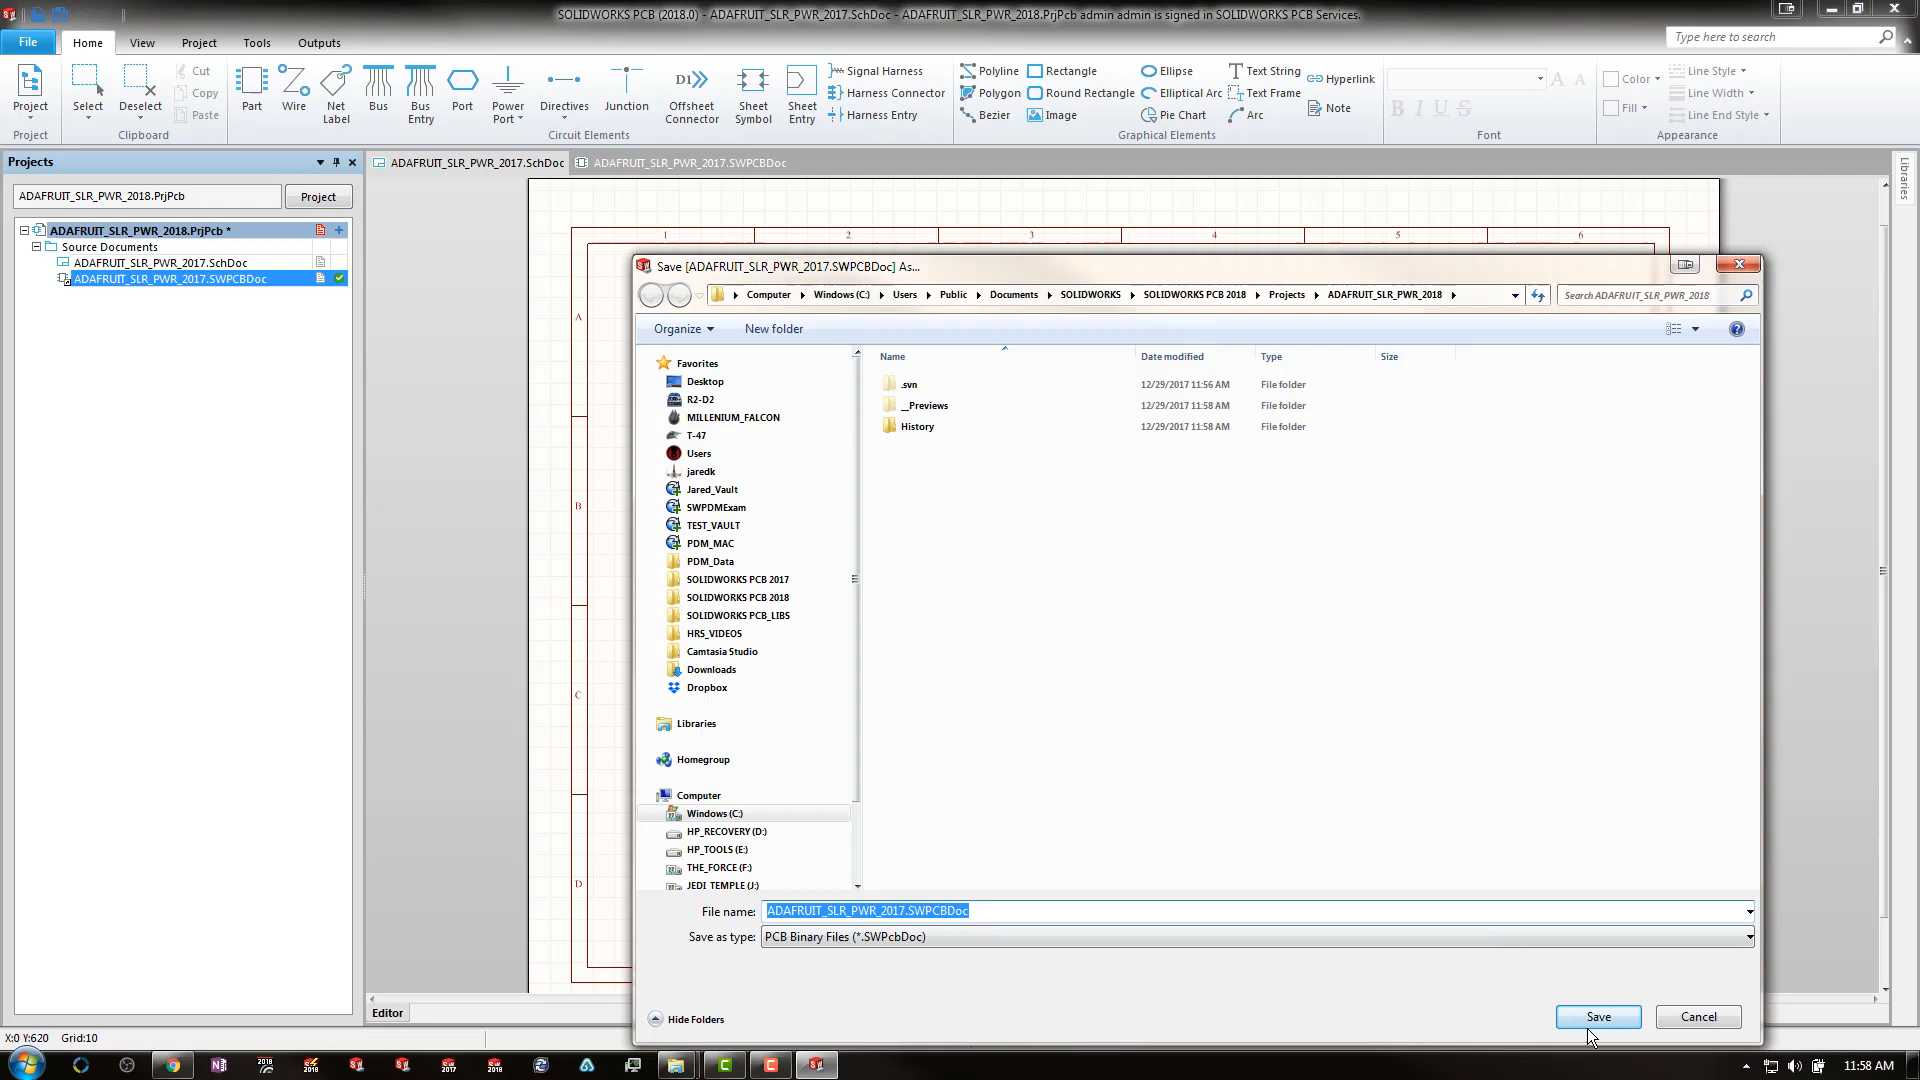 SOLIDWORKS PCB (2018.0) - ADAFRUIT_SLR_PWR_2017.SchDoc - ADAFRUIT_SLR_PWR_2018.PrjPcb admin admin is signed in SOLIDWORKS PCB Services.
File Home View Project Tools Outputs Type here to search
Project Select Deselect Cut Copy Paste
Part Wire Net Label Bus Bus Entry Port Power Port Directives Junction Offsheet Connector Sheet Symbol Sheet Entry
Signal Harness
Harness Connector
Harness Entry
Polyline Rectangle Ellipse Text String Hyperlink
Polygon Round Rectangle Elliptical Arc Text Frame Note
Bezier Image Pie Chart Arc
A A
B I U S
Color Line Style
Fill Line Width
Line End Style
Project Clipboard Circuit Elements Graphical Elements Font Appearance
Projects
ADAFRUIT_SLR_PWR_2017.SchDoc ADAFRUIT_SLR_PWR_2017.SWPCBDoc
Libraries
ADAFRUIT_SLR_PWR_2018.PrjPcb Project
ADAFRUIT_SLR_PWR_2018.PrjPcb *
Source Documents
ADAFRUIT_SLR_PWR_2017.SchDoc
ADAFRUIT_SLR_PWR_2017.SWPCBDoc
1 2 3 4 5 6
A
B
C
D
Save [ADAFRUIT_SLR_PWR_2017.SWPCBDoc] As...
Computer Windows (C:) Users Public Documents SOLIDWORKS SOLIDWORKS PCB 2018 Projects ADAFRUIT_SLR_PWR_2018 Search ADAFRUIT_SLR_PWR_2018
Organize New folder
Name Date modified Type Size
.svn 12/29/2017 11:56 AM File folder
__Previews 12/29/2017 11:58 AM File folder
History 12/29/2017 11:58 AM File folder
Favorites
Desktop
R2-D2
MILLENIUM_FALCON
T-47
Users
jaredk
Jared_Vault
SWPDMExam
TEST_VAULT
PDM_MAC
PDM_Data
SOLIDWORKS PCB 2017
SOLIDWORKS PCB 2018
SOLIDWORKS PCB_LIBS
HRS_VIDEOS
Camtasia Studio
Downloads
Dropbox
Libraries
Homegroup
Computer
Windows (C:)
HP_RECOVERY (D:)
HP_TOOLS (E:)
THE_FORCE (F:)
JEDI_TEMPLE (J:)
File name: ADAFRUIT_SLR_PWR_2017.SWPCBDoc
Save as type: PCB Binary Files (*.SWPcbDoc)
Hide Folders Save Cancel
Editor
X:0 Y:620 Grid:10
11:58 AM